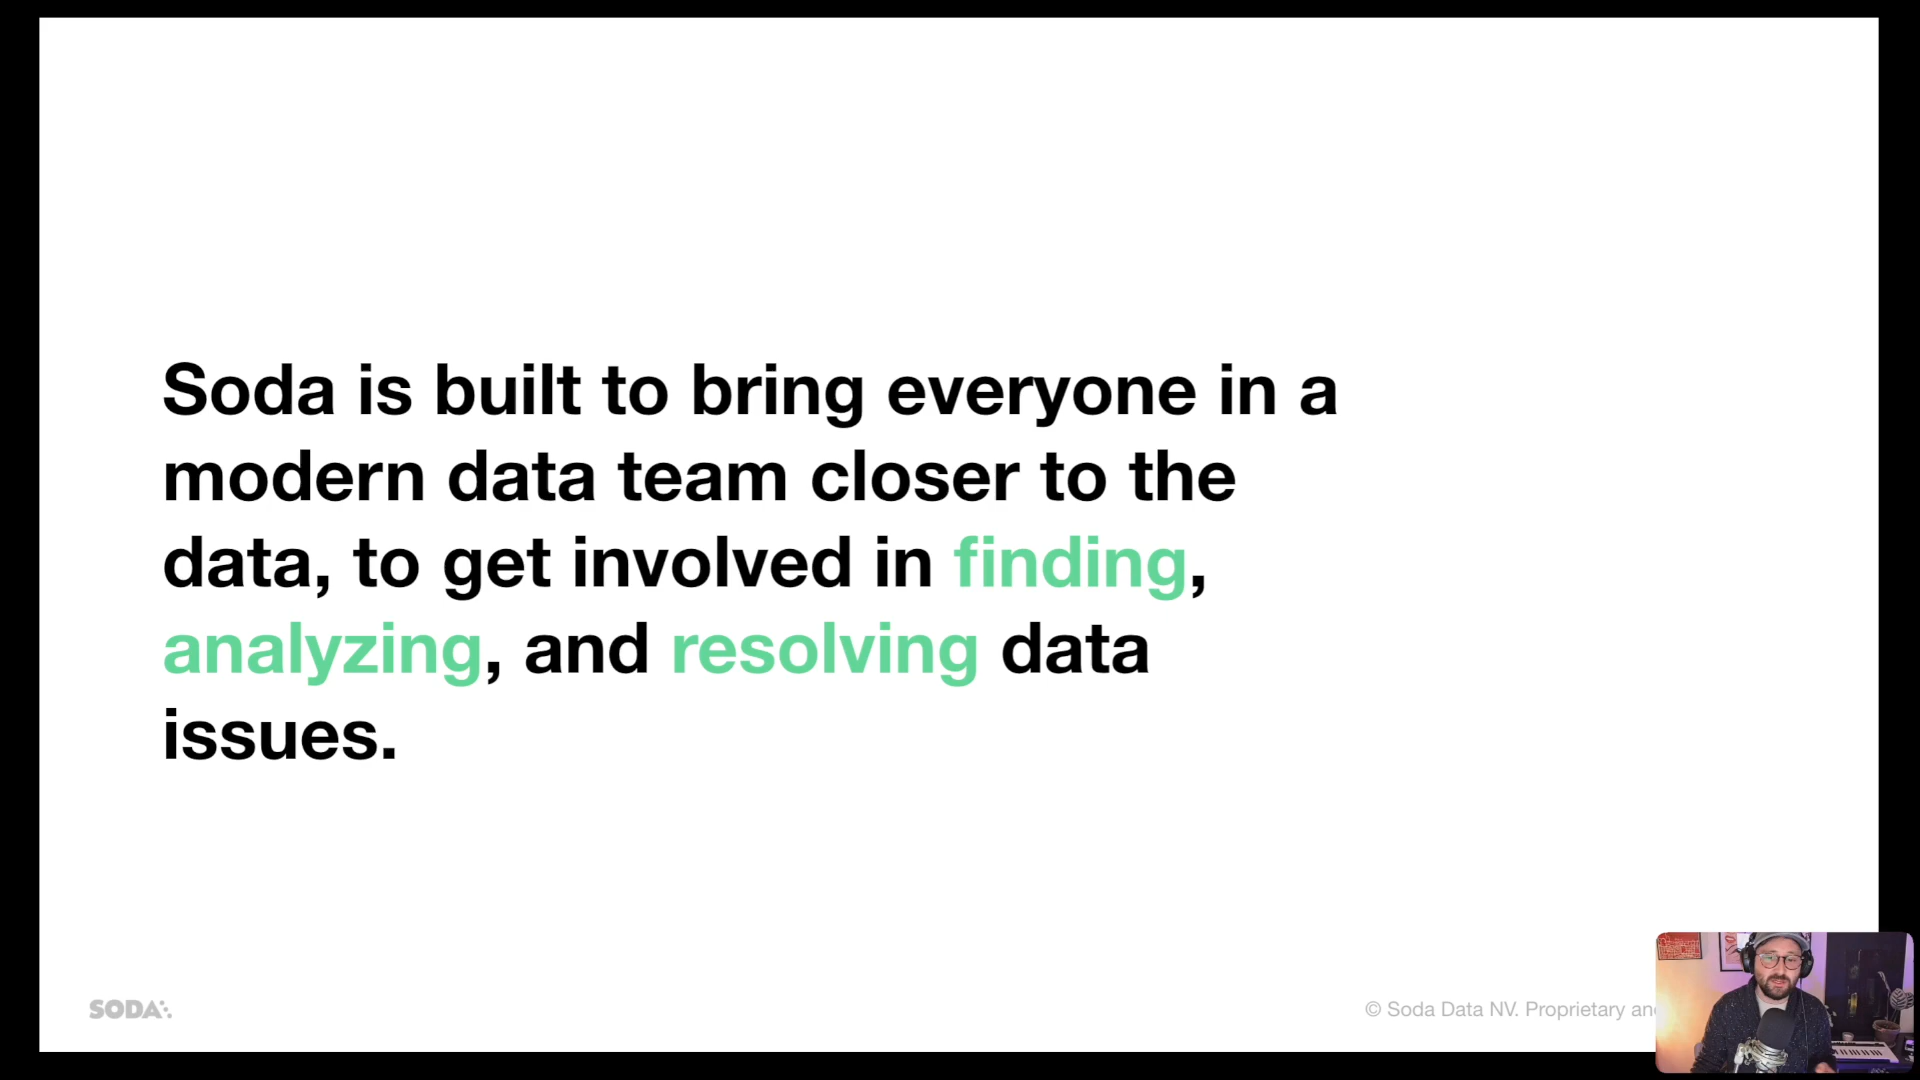 Soda is built to bring everyone in a
modern data team closer to the
data, to get involved in finding,
analyzing, and resolving data
issues.
SODA
© Soda Data NV. Proprietary an